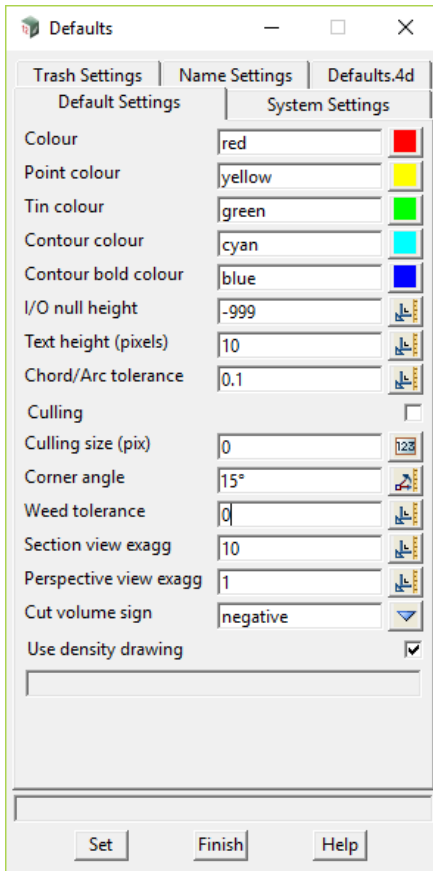 Defaults
Trash Settings Name Settings Defaults.4d
Default Settings System Settings
Colour red
Point colour yellow
Tin colour green
Contour colour cyan
Contour bold colour blue
I/O null height -999
Text height (pixels) 10
Chord/Arc tolerance 0.1
Culling
Culling size (pix) 0 123
Corner angle 15°
Weed tolerance 0
Section view exagg 10
Perspective view exagg 1
Cut volume sign negative
Use density drawing
Set Finish Help